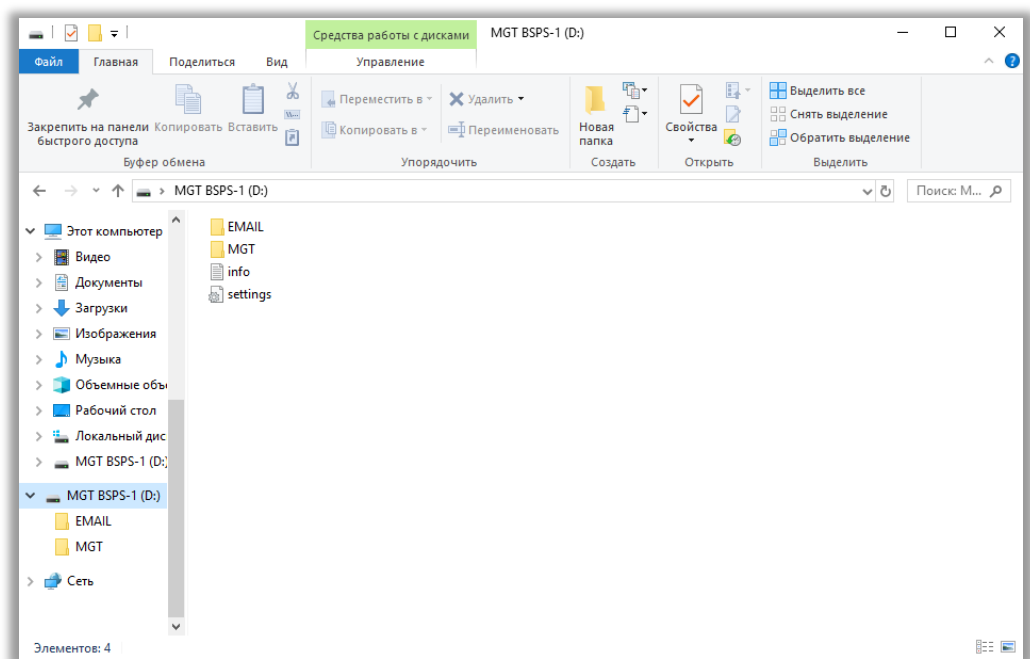 Средства работы с дисками
MGT BSPS-1 (D:)
Файл
Главная
Поделиться
Вид
Управление
Закрепить на панели быстрого доступа
Копировать
Вставить
Буфер обмена
Переместить в
Копировать в
Удалить
Переименовать
Упорядочить
Новая папка
Создать
Свойства
Открыть
Выделить все
Снять выделение
Обратить выделение
Выделить
MGT BSPS-1 (D:)
Поиск: M...
Этот компьютер
Видео
Документы
Загрузки
Изображения
Музыка
Объемные объ
Рабочий стол
Локальный дис
MGT BSPS-1 (D:)
MGT BSPS-1 (D:)
EMAIL
MGT
Сеть
EMAIL
MGT
info
settings
Элементов: 4